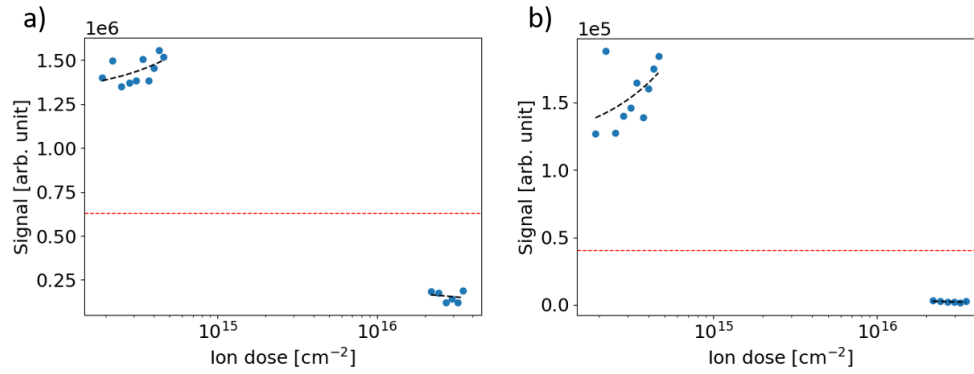 a)
1e6
1.50
1.25
1.00
0.75
0.50
0.25
Signal [arb. unit]
10¹⁵
10¹⁶
Ion dose [cm⁻²]
b)
1e5
1.5
1.0
0.5
0.0
Signal [arb. unit]
10¹⁵
10¹⁶
Ion dose [cm⁻²]